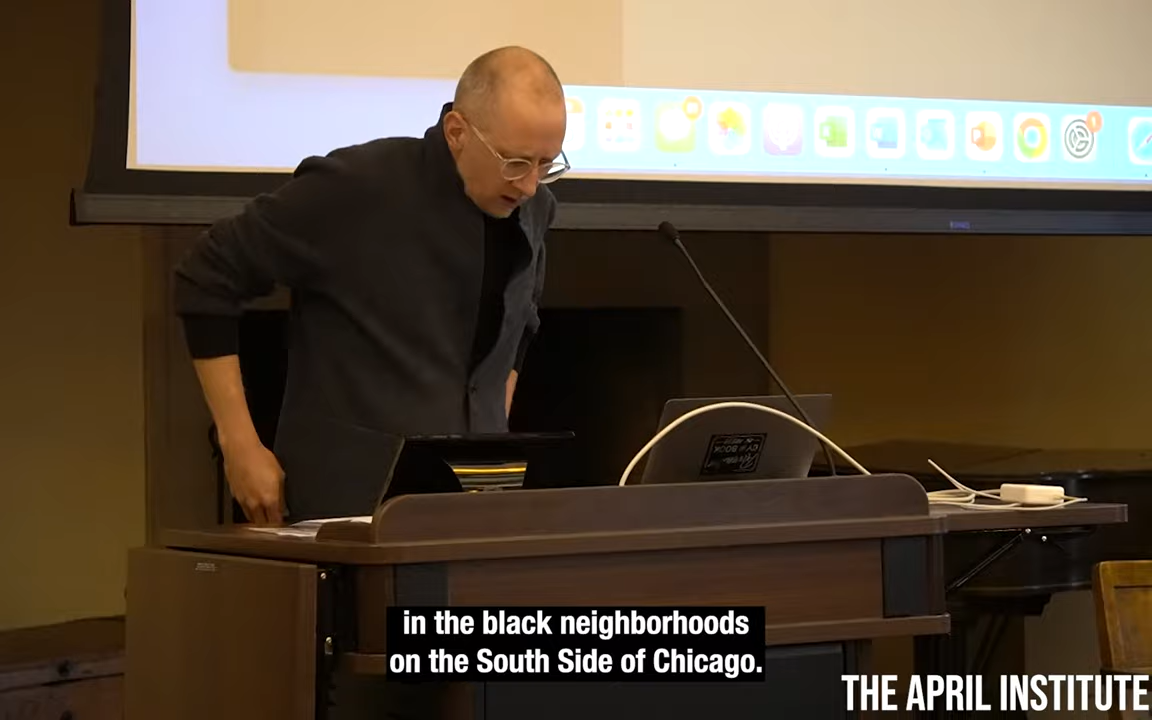 in the black neighborhoods
on the South Side of Chicago.
THE APRIL INSTITUTE